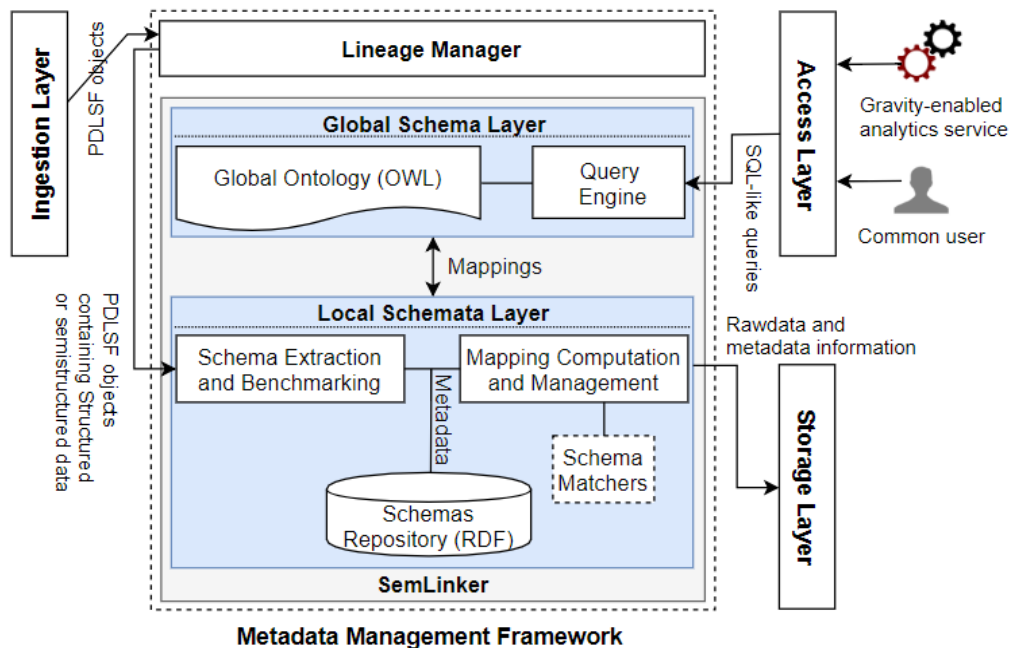 Ingestion Layer
PDLSF objects
Lineage Manager
Global Schema Layer
Global Ontology (OWL)
Query
Engine
SQL-like queries
Access Layer
Gravity-enabled
analytics service
Common user
Mappings
PDLSF objects
containing Structured
or semistructured data
Local Schemata Layer
Schema Extraction
and Benchmarking
Mapping Computation
and Management
Metadata
Schema
Matchers
Schemas
Repository (RDF)
Rawdata and
metadata information
Storage Layer
SemLinker
Metadata Management Framework